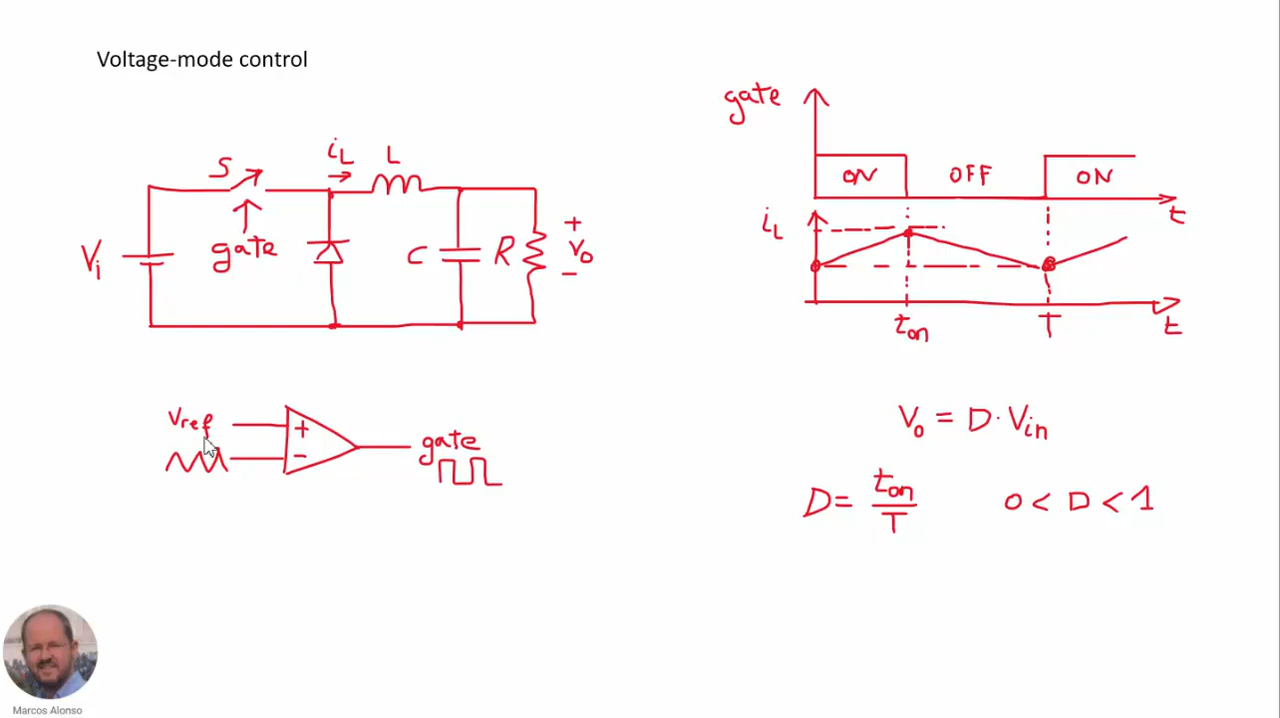 Voltage-mode control
S
gate
iL
L
Vi
C
R
+
vo
-
gate
ON
OFF
ON
t
iL
ton
T
t
Vref
+
-
gate
Vo = D · Vin
D = ton/T
0 < D < 1
Marcos Alonso